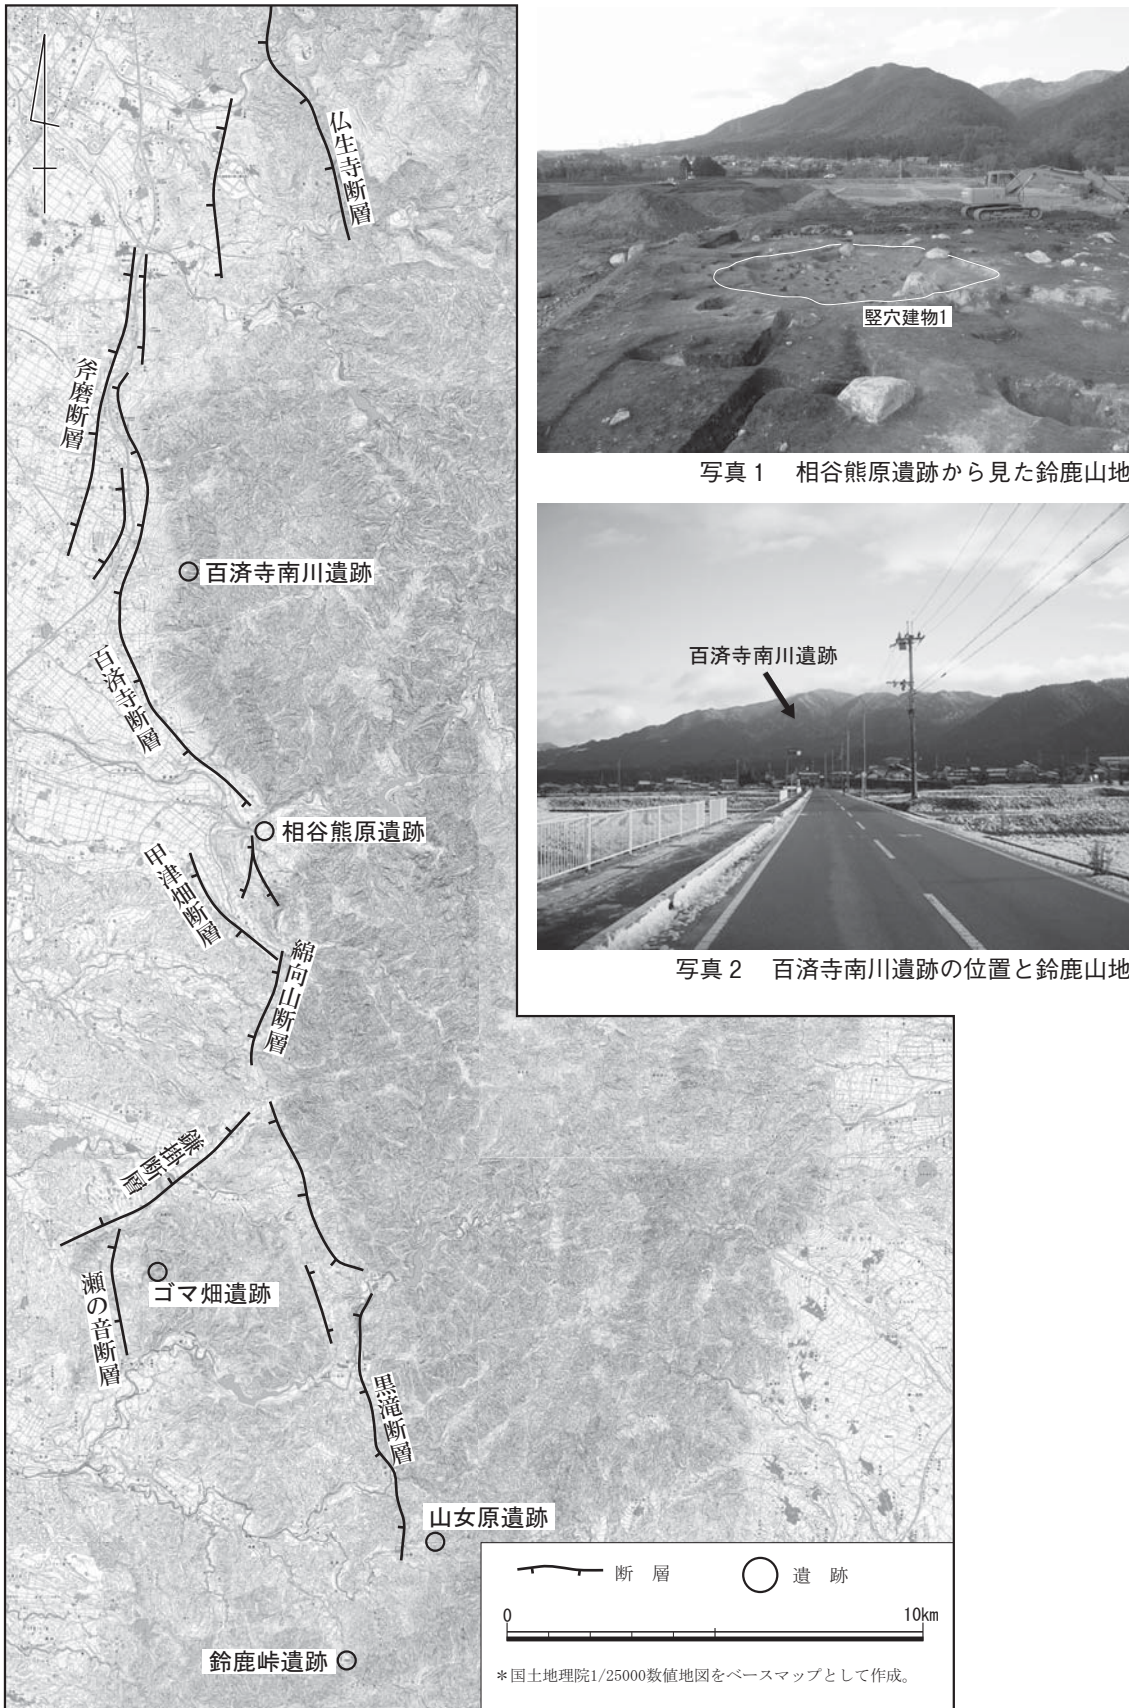 仏生寺断層
斧磨断層
百済寺南川遺跡
百済寺断層
相谷熊原遺跡
甲津畑断層
綿向山断層
鎌掛断層
ゴマ畑遺跡
瀬の音断層
黒滝断層
山女原遺跡
鈴鹿峠遺跡
断層
遺跡
0 10km
*国土地理院1/25000数値地図をベースマップとして作成。
竪穴建物1
写真1 相谷熊原遺跡から見た鈴鹿山地
百済寺南川遺跡
写真2 百済寺南川遺跡の位置と鈴鹿山地